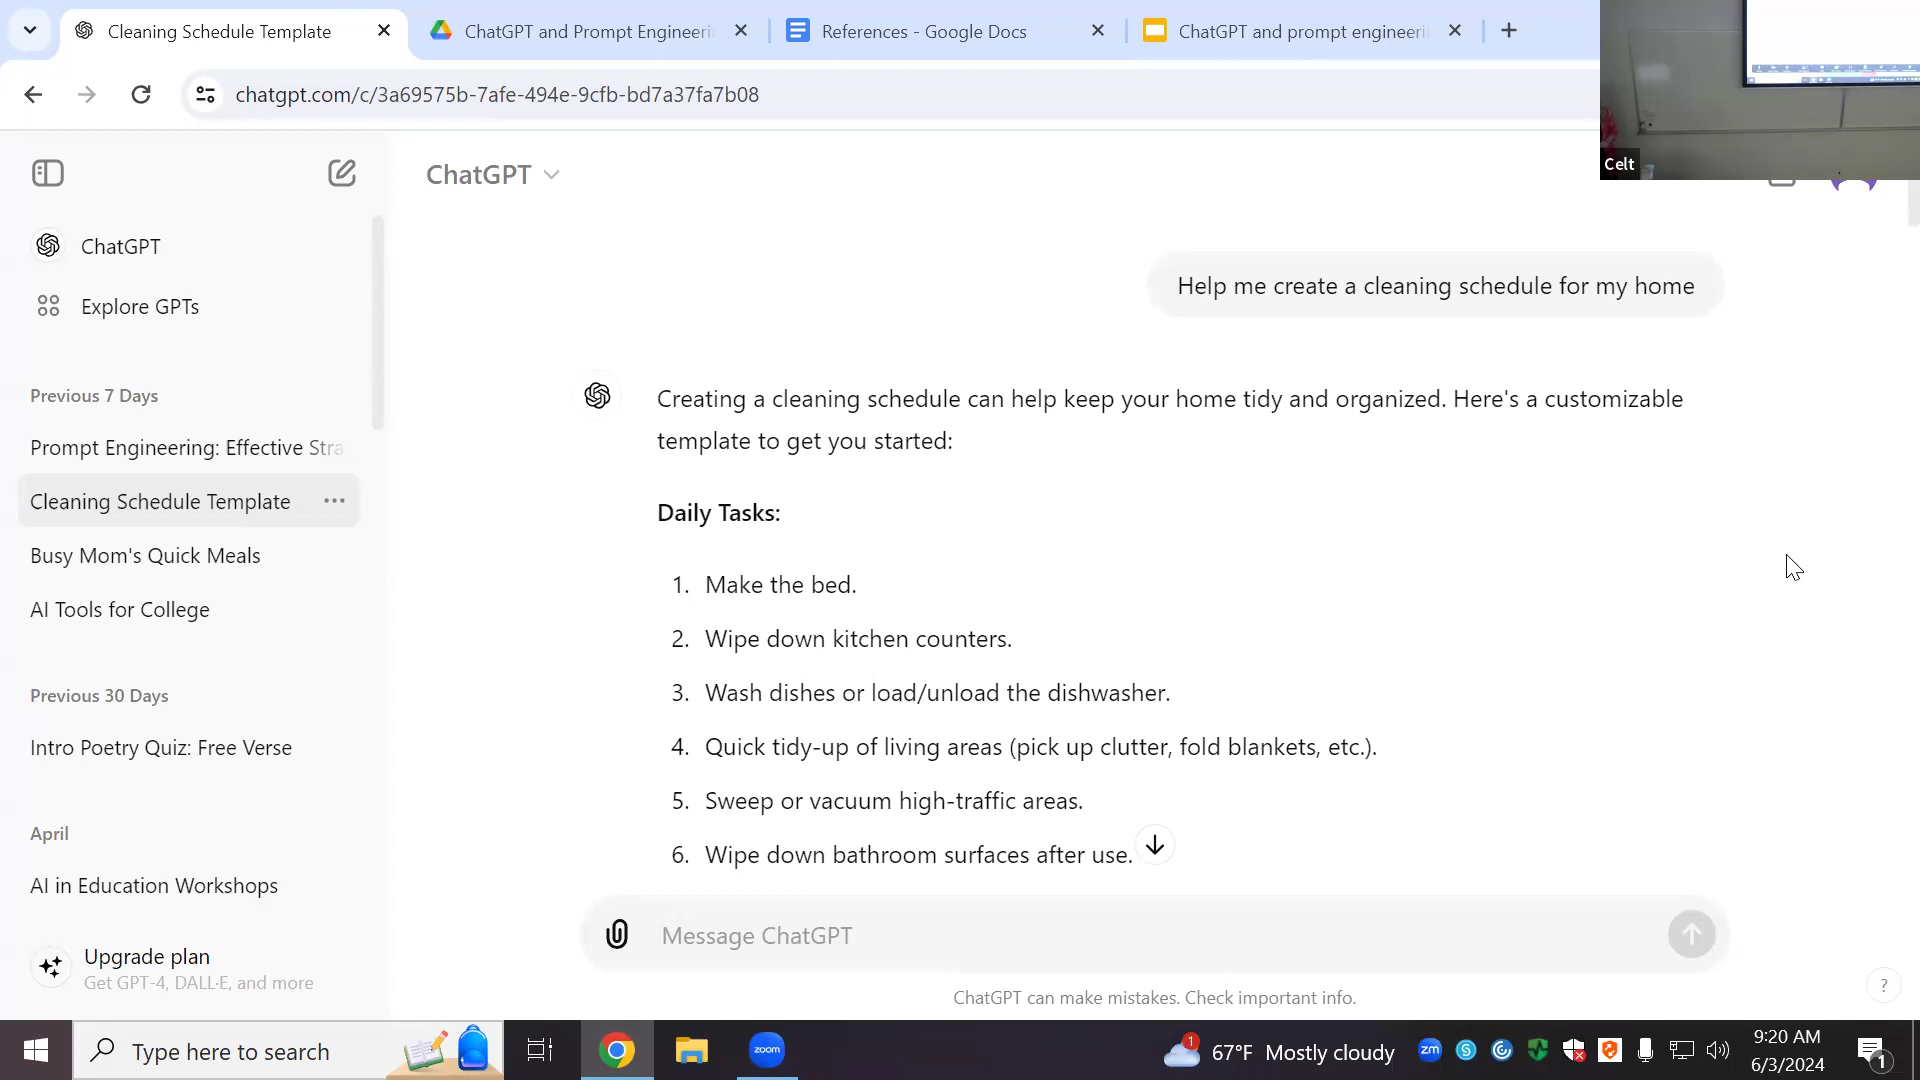 Cleaning Schedule Template
ChatGPT and Prompt Engineeri
References - Google Docs
ChatGPT and prompt engineeri
chatgpt.com/c/3a69575b-7afe-494e-9cfb-bd7a37fa7b08
Celt
ChatGPT
ChatGPT
Explore GPTs
Previous 7 Days
Prompt Engineering: Effective Stra
Cleaning Schedule Template
Busy Mom's Quick Meals
AI Tools for College
Previous 30 Days
Intro Poetry Quiz: Free Verse
April
AI in Education Workshops
Upgrade plan
Get GPT-4, DALL·E, and more
Help me create a cleaning schedule for my home
Creating a cleaning schedule can help keep your home tidy and organized. Here's a customizable
template to get you started:
Daily Tasks:
1. Make the bed.
2. Wipe down kitchen counters.
3. Wash dishes or load/unload the dishwasher.
4. Quick tidy-up of living areas (pick up clutter, fold blankets, etc.).
5. Sweep or vacuum high-traffic areas.
6. Wipe down bathroom surfaces after use.
Message ChatGPT
ChatGPT can make mistakes. Check important info.
?
Type here to search
zoom
1
67°F Mostly cloudy
zm
9:20 AM
6/3/2024
1